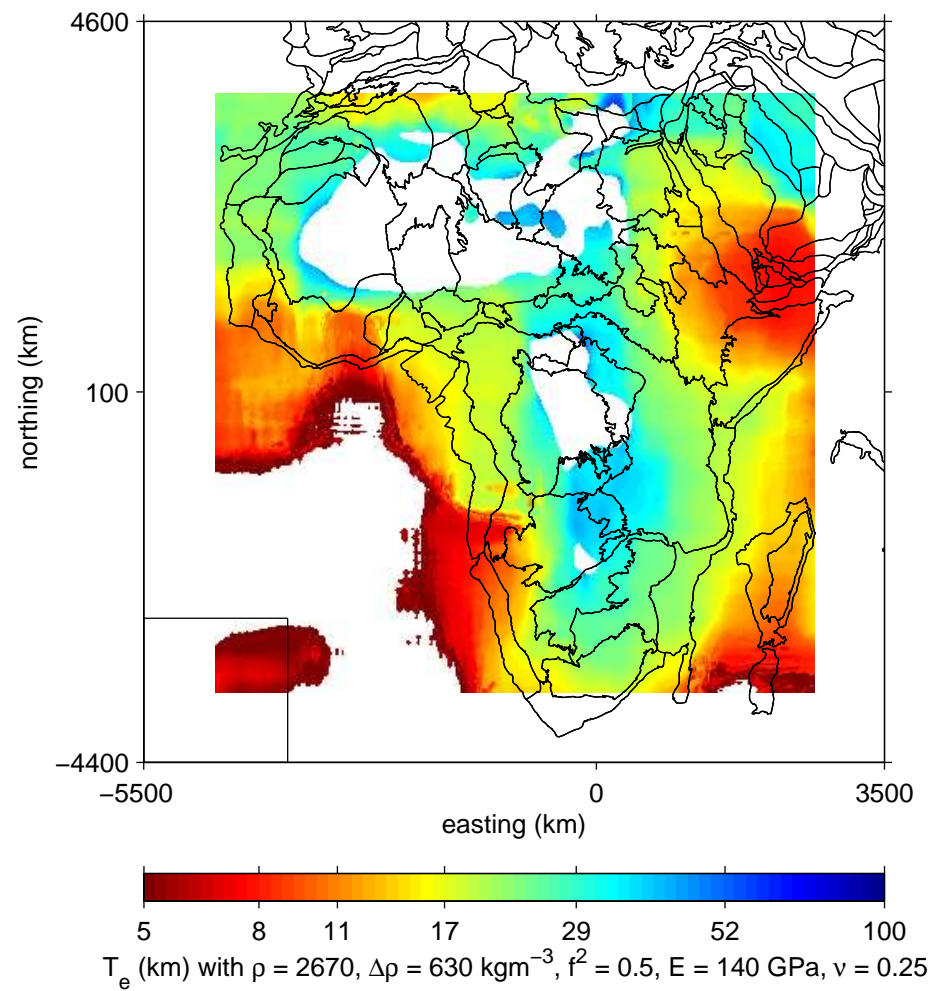 4600
northing (km)
100
−4400
−5500 0 3500
easting (km)
5 8 11 17 29 52 100
Tₑ (km) with ρ = 2670, Δρ = 630 kgm⁻³, f² = 0.5, E = 140 GPa, ν = 0.25